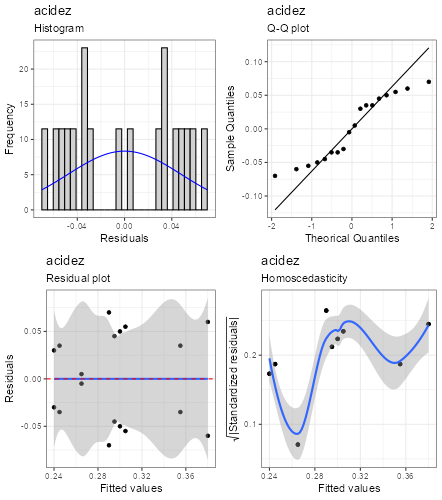 acidez
Histogram
Frequency
20
15
10
5
0
-0.04
0.00
0.04
Residuals
acidez
Q-Q plot
Sample Quantiles
0.10
0.05
0.00
-0.05
-0.10
-2
-1
0
1
2
Theorical Quantiles
acidez
Residual plot
Residuals
0.05
0.00
-0.05
0.24
0.28
0.32
0.36
Fitted values
acidez
Homoscedasticity
√|Standardized residuals|
0.2
0.1
0.24
0.28
0.32
0.36
Fitted values